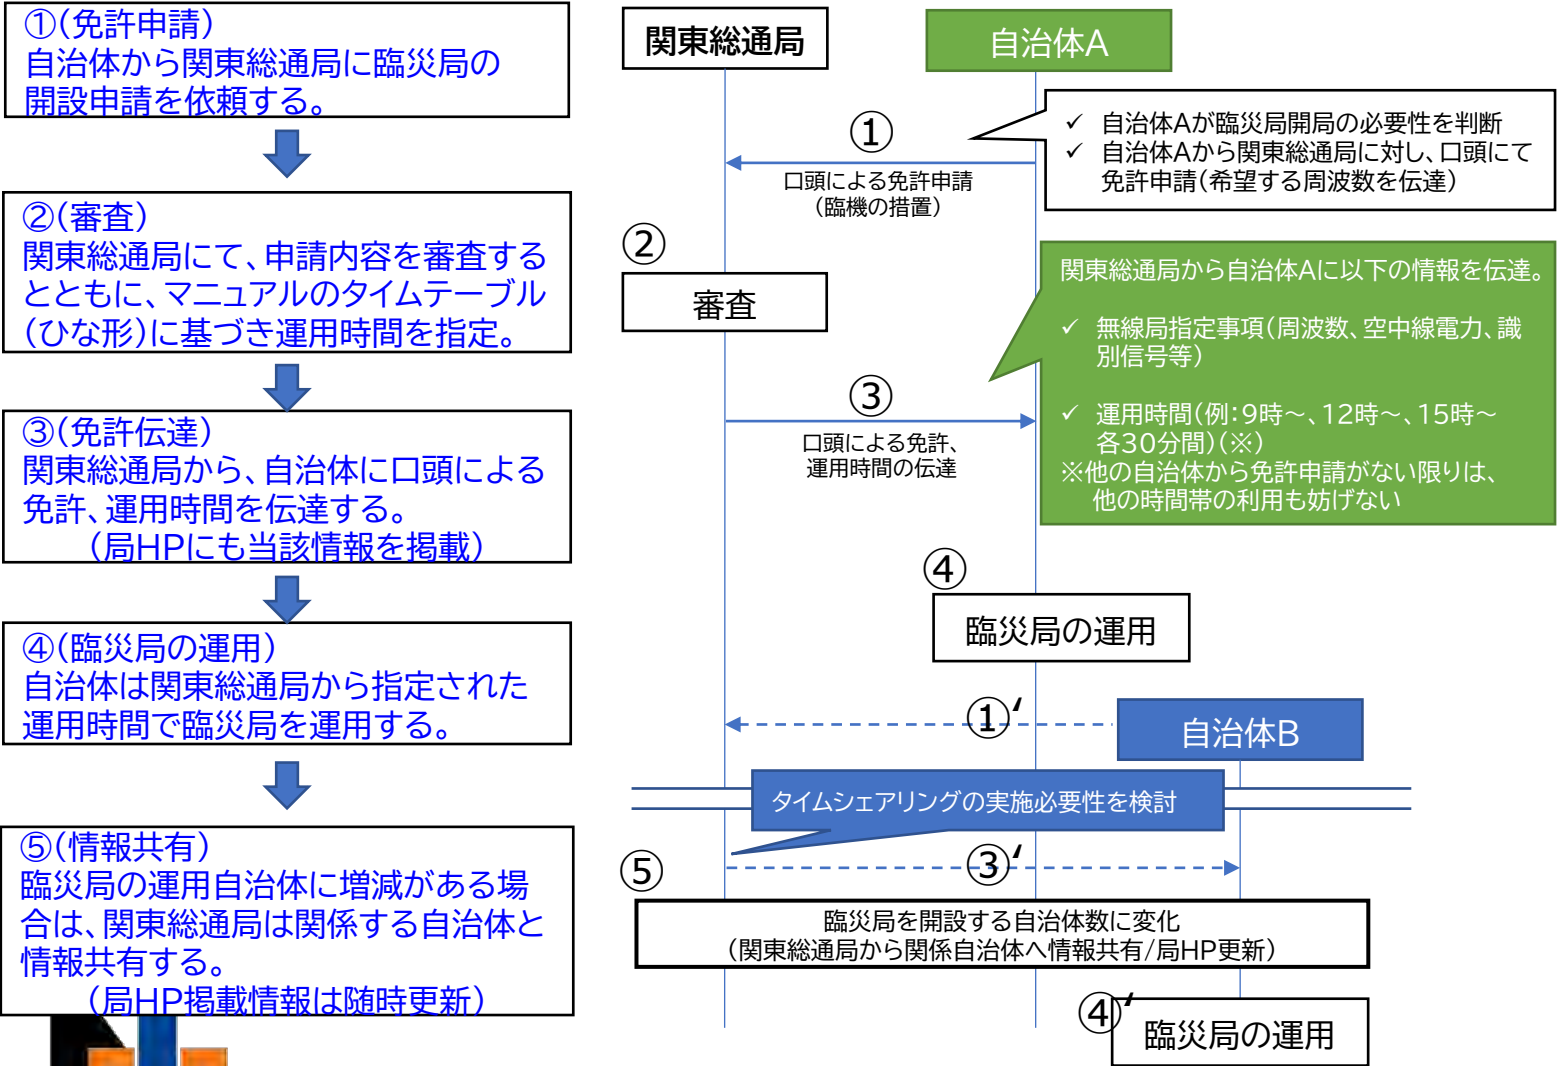 ①(免許申請)
自治体から関東総通局に臨災局の
開設申請を依頼する。
②(審査)
関東総通局にて、申請内容を審査する
とともに、マニュアルのタイムテーブル
(ひな形)に基づき運用時間を指定。
③(免許伝達)
関東総通局から、自治体に口頭による
免許、運用時間を伝達する。
(局HPにも当該情報を掲載)
④(臨災局の運用)
自治体は関東総通局から指定された
運用時間で臨災局を運用する。
⑤(情報共有)
臨災局の運用自治体に増減がある場
合は、関東総通局は関係する自治体と
情報共有する。
(局HP掲載情報は随時更新)
関東総通局
自治体A
①
口頭による免許申請
(臨機の措置)
✓ 自治体Aが臨災局開局の必要性を判断
✓ 自治体Aから関東総通局に対し、口頭にて
免許申請(希望する周波数を伝達)
②
審査
関東総通局から自治体Aに以下の情報を伝達。
✓ 無線局指定事項(周波数、空中線電力、識
別信号等)
✓ 運用時間(例:9時～、12時～、15時～
各30分間)(※)
※他の自治体から免許申請がない限りは、
他の時間帯の利用も妨げない
③
口頭による免許、
運用時間の伝達
④
臨災局の運用
①‘
自治体B
タイムシェアリングの実施必要性を検討
③‘
⑤
臨災局を開設する自治体数に変化
(関東総通局から関係自治体へ情報共有/局HP更新)
④‘
臨災局の運用